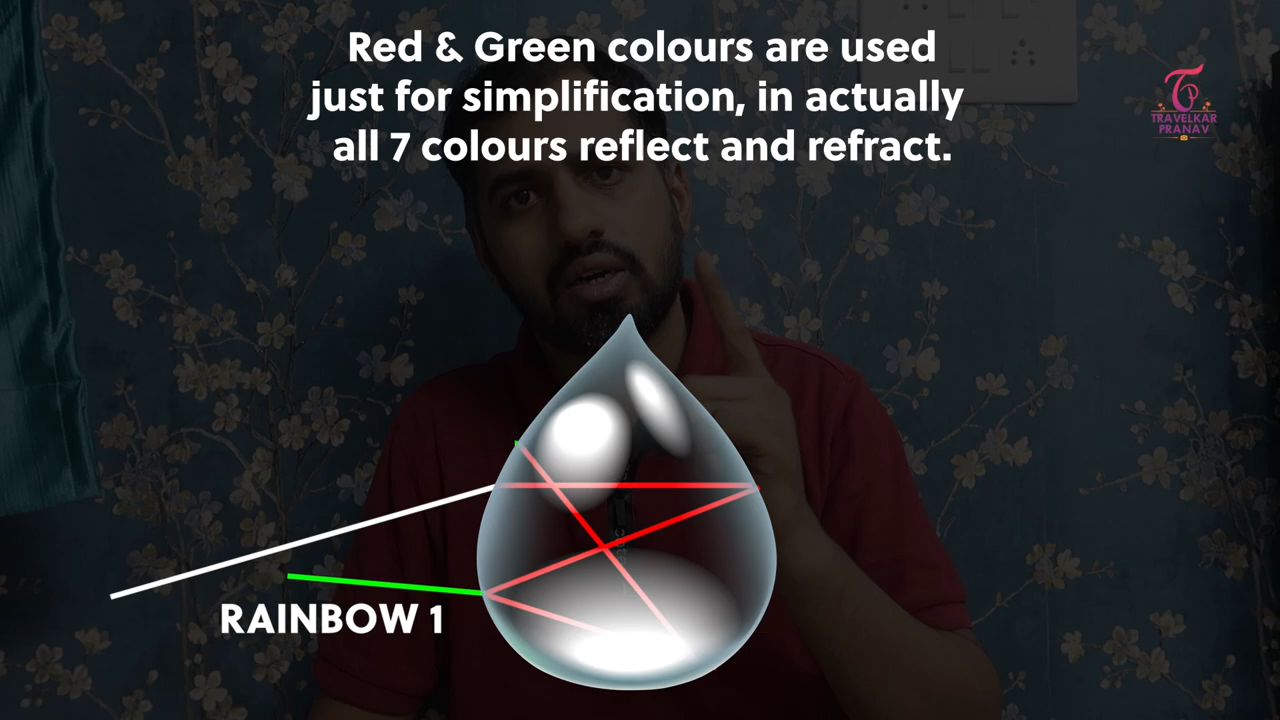 Red & Green colours are used
just for simplification, in actually
all 7 colours reflect and refract.
TRAVELKAR
PRANAV
RAINBOW 1